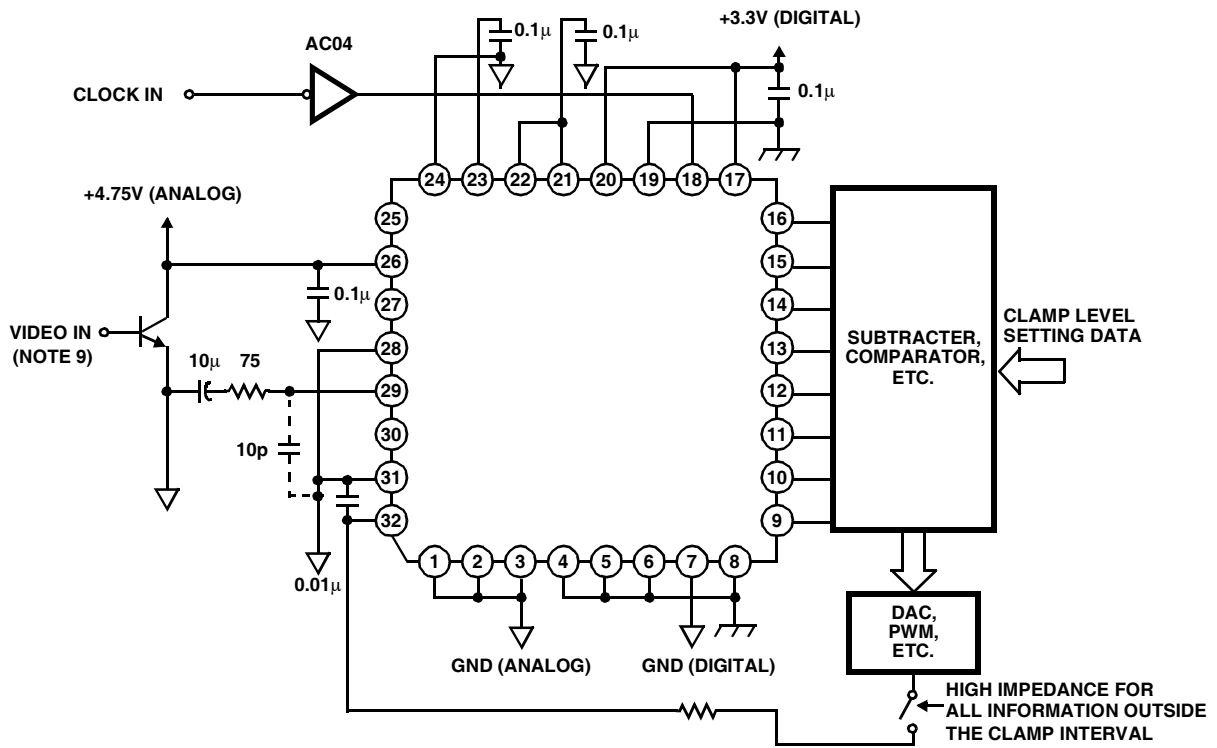 +3.3V (DIGITAL)
0.1μ
0.1μ
AC04
CLOCK IN
0.1μ
24
23
22
21
20
19
18
17
+4.75V (ANALOG)
25
26
27
28
29
30
31
32
0.1μ
VIDEO IN
(NOTE 9)
10μ
75
10p
0.01μ
16
15
14
13
12
11
10
9
SUBTRACTER,
COMPARATOR,
ETC.
CLAMP LEVEL
SETTING DATA
1
2
3
4
5
6
7
8
GND (ANALOG)
GND (DIGITAL)
DAC,
PWM,
ETC.
HIGH IMPEDANCE FOR
ALL INFORMATION OUTSIDE
THE CLAMP INTERVAL